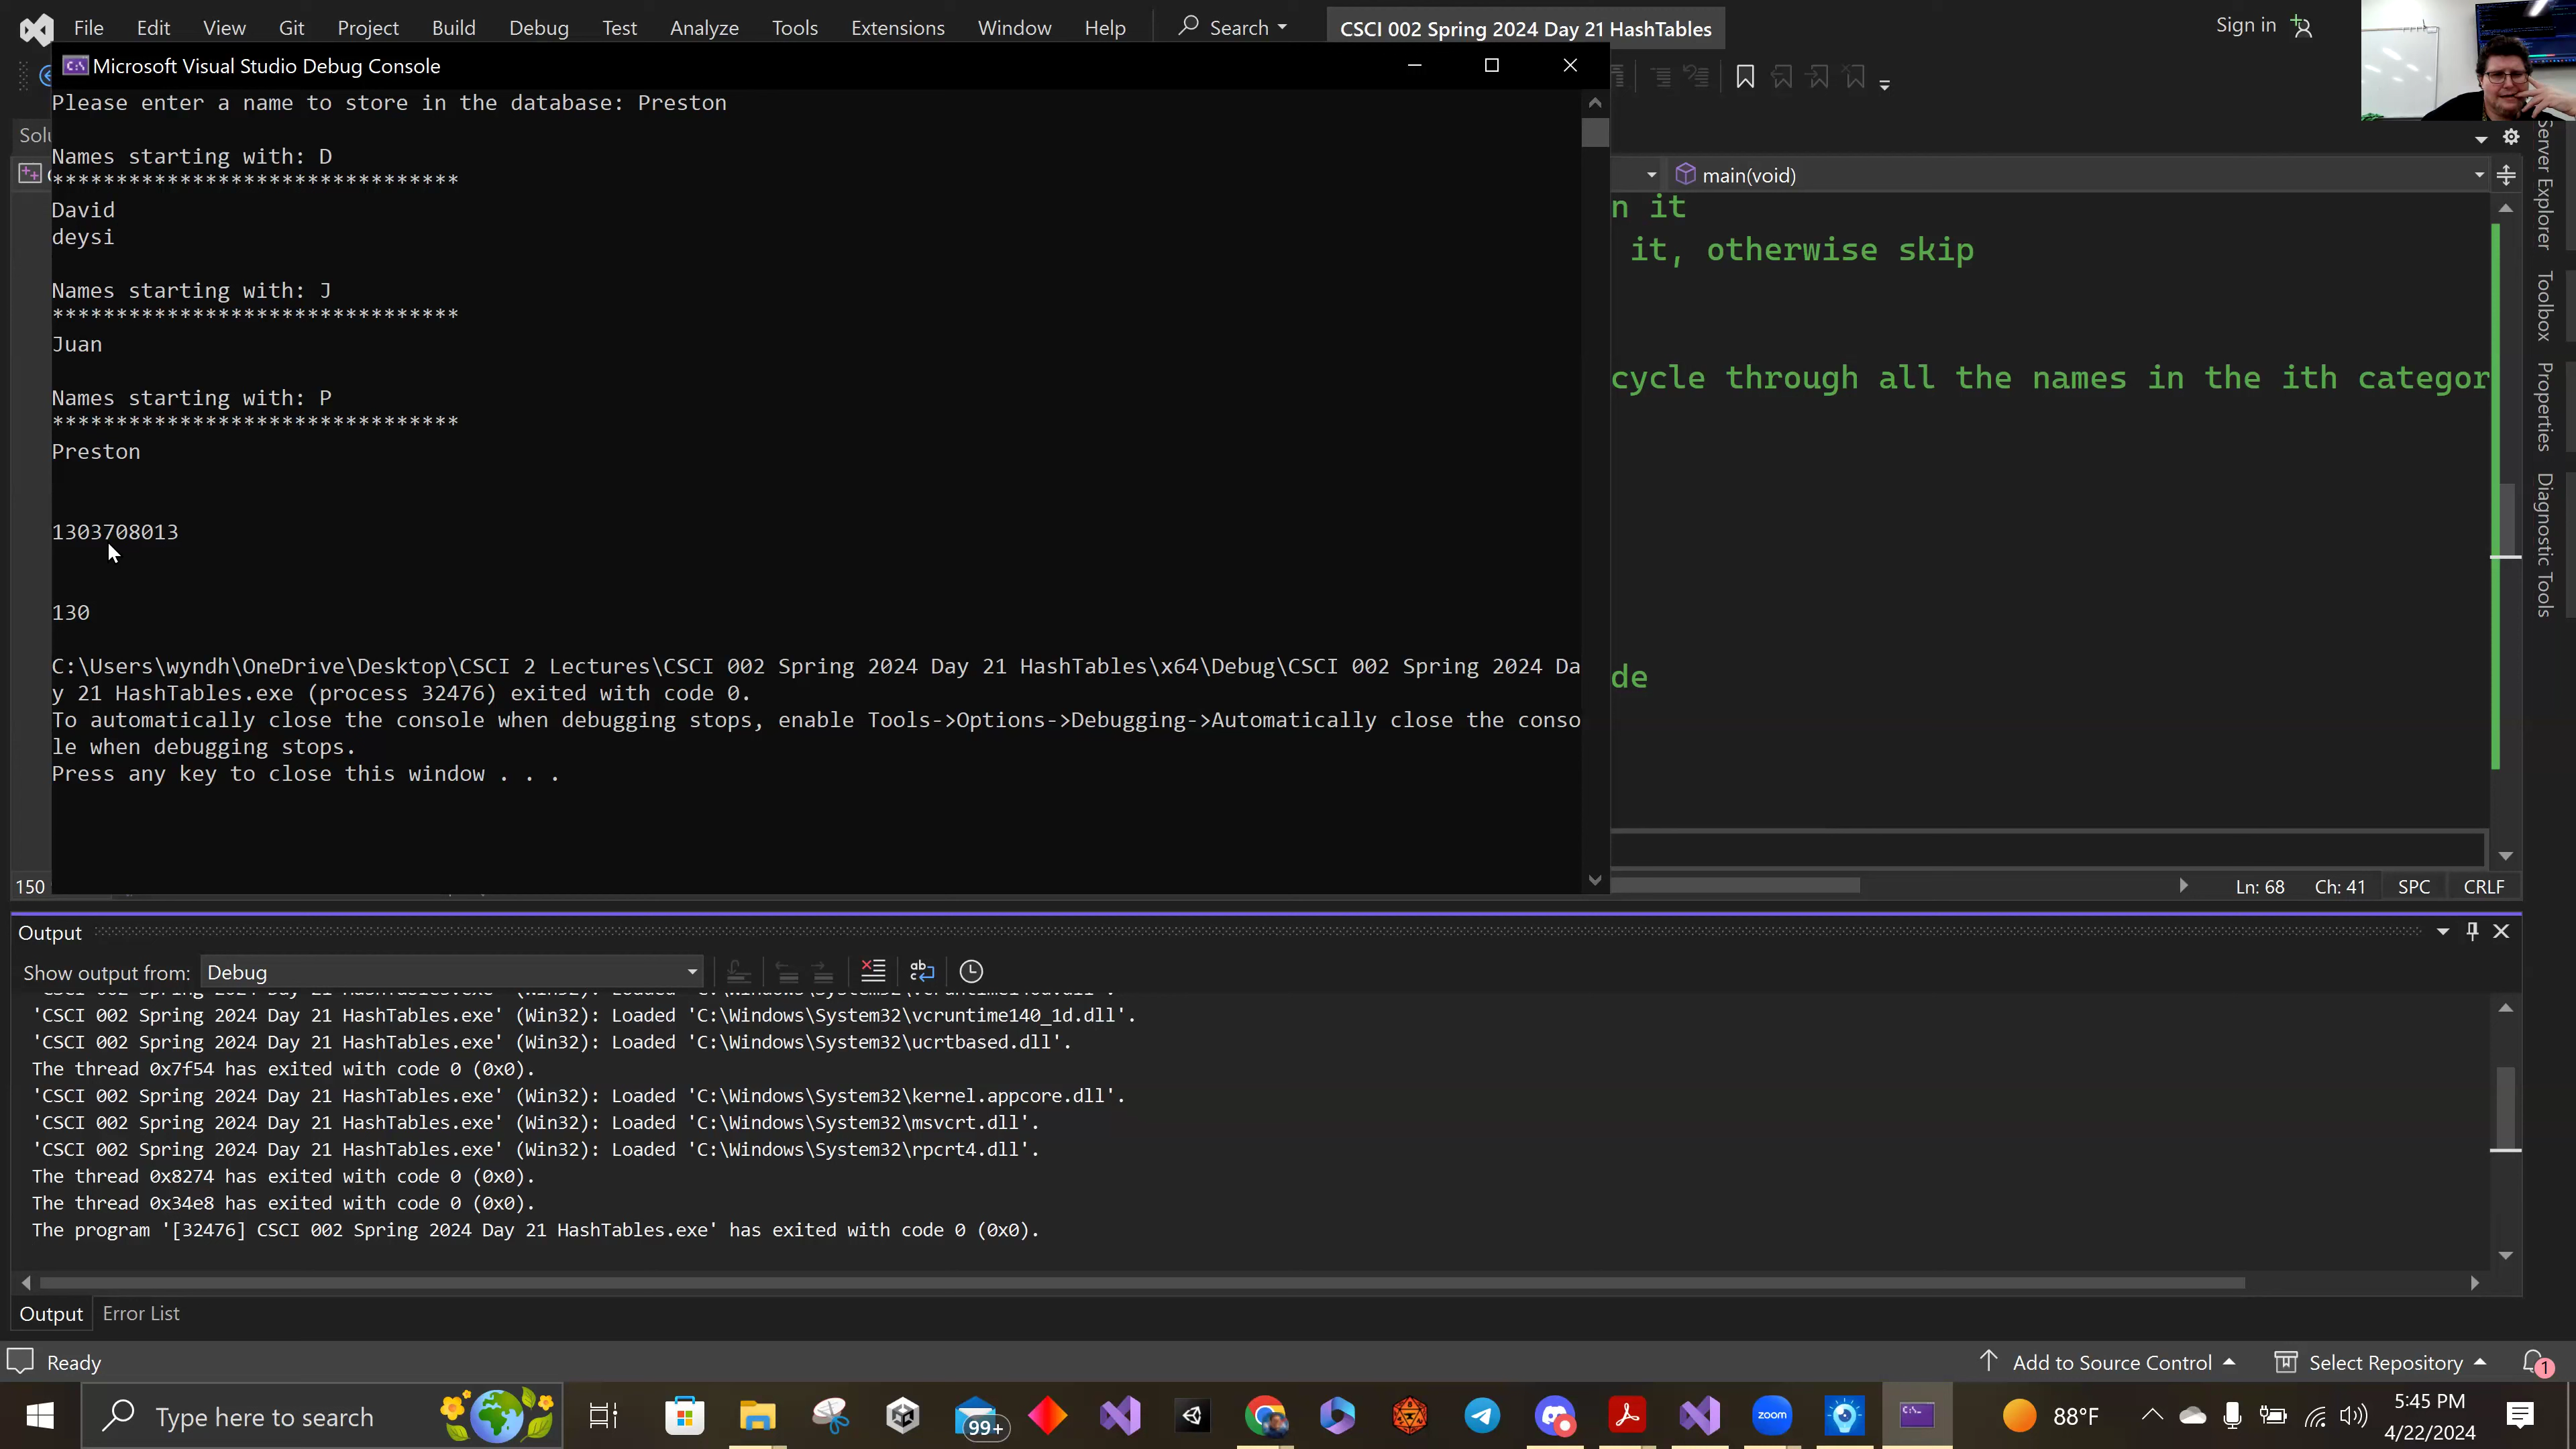 File Edit View Git Project Build Debug Test Analyze Tools Extensions Window Help Search CSCI 002 Spring 2024 Day 21 HashTables Sign in
Microsoft Visual Studio Debug Console
Please enter a name to store in the database: Preston
Names starting with: D
********************************
David
deysi
Names starting with: J
********************************
Juan
Names starting with: P
********************************
Preston
1303708013
130
C:\Users\wyndh\OneDrive\Desktop\CSCI 2 Lectures\CSCI 002 Spring 2024 Day 21 HashTables\x64\Debug\CSCI 002 Spring 2024 Da
y 21 HashTables.exe (process 32476) exited with code 0.
To automatically close the console when debugging stops, enable Tools->Options->Debugging->Automatically close the conso
le when debugging stops.
Press any key to close this window . . .
Solu
main(void)
n it
it, otherwise skip
cycle through all the names in the ith categor
de
Server Explorer
Toolbox
Properties
Diagnostic Tools
150
Ln: 68 Ch: 41 SPC CRLF
Output
Show output from: Debug
'CSCI 002 Spring 2024 Day 21 HashTables.exe' (Win32): Loaded 'C:\Windows\System32\vcruntime140_1d.dll'.
'CSCI 002 Spring 2024 Day 21 HashTables.exe' (Win32): Loaded 'C:\Windows\System32\ucrtbased.dll'.
The thread 0x7f54 has exited with code 0 (0x0).
'CSCI 002 Spring 2024 Day 21 HashTables.exe' (Win32): Loaded 'C:\Windows\System32\kernel.appcore.dll'.
'CSCI 002 Spring 2024 Day 21 HashTables.exe' (Win32): Loaded 'C:\Windows\System32\msvcrt.dll'.
'CSCI 002 Spring 2024 Day 21 HashTables.exe' (Win32): Loaded 'C:\Windows\System32\rpcrt4.dll'.
The thread 0x8274 has exited with code 0 (0x0).
The thread 0x34e8 has exited with code 0 (0x0).
The program '[32476] CSCI 002 Spring 2024 Day 21 HashTables.exe' has exited with code 0 (0x0).
Output Error List
Ready
Add to Source Control Select Repository 1
Type here to search
99+
zoom
88°F
5:45 PM
4/22/2024